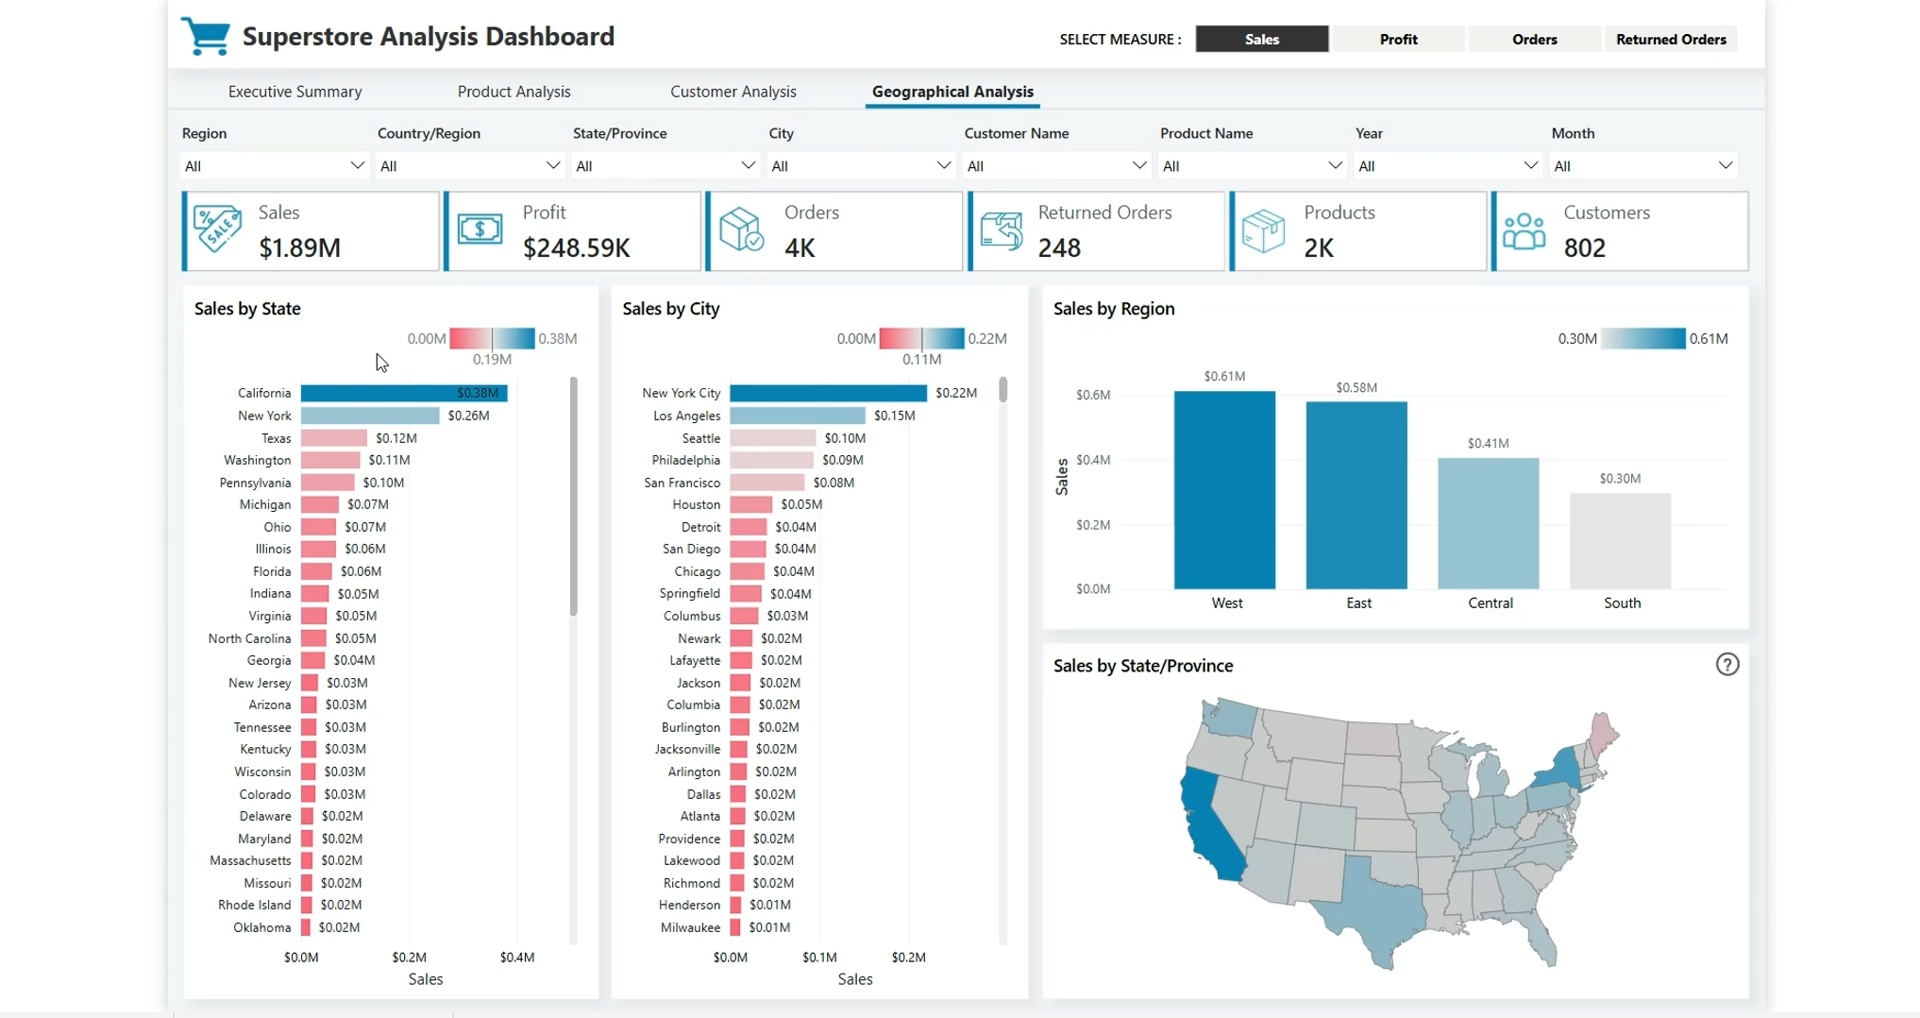 Superstore Analysis Dashboard
SELECT MEASURE :
Sales
Profit
Orders
Returned Orders
Executive Summary
Product Analysis
Customer Analysis
Geographical Analysis
Region
Country/Region
State/Province
City
Customer Name
Product Name
Year
Month
All
All
All
All
All
All
All
All
% SALE
Sales
$1.89M
$
Profit
$248.59K
Orders
4K
Returned Orders
248
Products
2K
Customers
802
Sales by State
0.00M
0.38M
0.19M
California $0.38M
New York $0.26M
Texas $0.12M
Washington $0.11M
Pennsylvania $0.10M
Michigan $0.07M
Ohio $0.07M
Illinois $0.06M
Florida $0.06M
Indiana $0.05M
Virginia $0.05M
North Carolina $0.05M
Georgia $0.04M
New Jersey $0.03M
Arizona $0.03M
Tennessee $0.03M
Kentucky $0.03M
Wisconsin $0.03M
Colorado $0.03M
Delaware $0.02M
Maryland $0.02M
Massachusetts $0.02M
Missouri $0.02M
Rhode Island $0.02M
Oklahoma $0.02M
$0.0M $0.2M $0.4M
Sales
Sales by City
0.00M
0.22M
0.11M
New York City $0.22M
Los Angeles $0.15M
Seattle $0.10M
Philadelphia $0.09M
San Francisco $0.08M
Houston $0.05M
Detroit $0.04M
San Diego $0.04M
Chicago $0.04M
Springfield $0.04M
Columbus $0.03M
Newark $0.02M
Lafayette $0.02M
Jackson $0.02M
Columbia $0.02M
Burlington $0.02M
Jacksonville $0.02M
Arlington $0.02M
Dallas $0.02M
Atlanta $0.02M
Providence $0.02M
Lakewood $0.02M
Richmond $0.02M
Henderson $0.01M
Milwaukee $0.01M
$0.0M $0.1M $0.2M
Sales
Sales by Region
0.30M
0.61M
$0.6M
$0.4M
$0.2M
$0.0M
Sales
$0.61M
$0.58M
$0.41M
$0.30M
West East Central South
Sales by State/Province
?